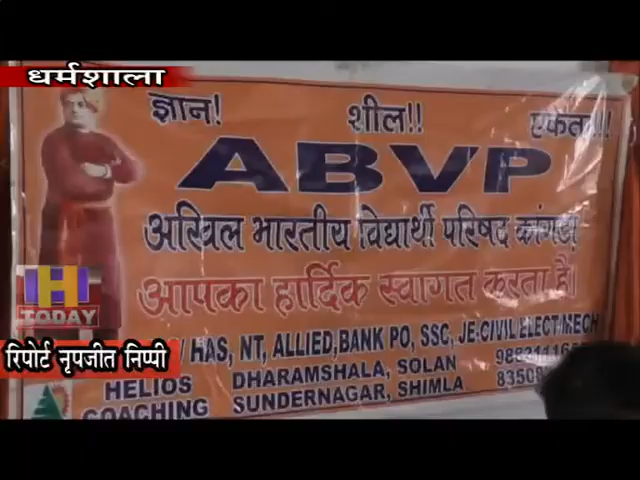 धर्मशाला
ज्ञान! शील!! एकता!!!
ABVP
अखिल भारतीय विद्यार्थी परिषद कांगड़ा
आपका हार्दिक स्वागत करता है।
H
TODAY
रिपोर्ट नृपजीत निप्पी
/ HAS, NT, ALLIED, BANK PO, SSC, JE-CIVIL/ELECT/MECH
HELIOS COACHING
DHARAMSHALA, SOLAN
SUNDERNAGAR, SHIMLA